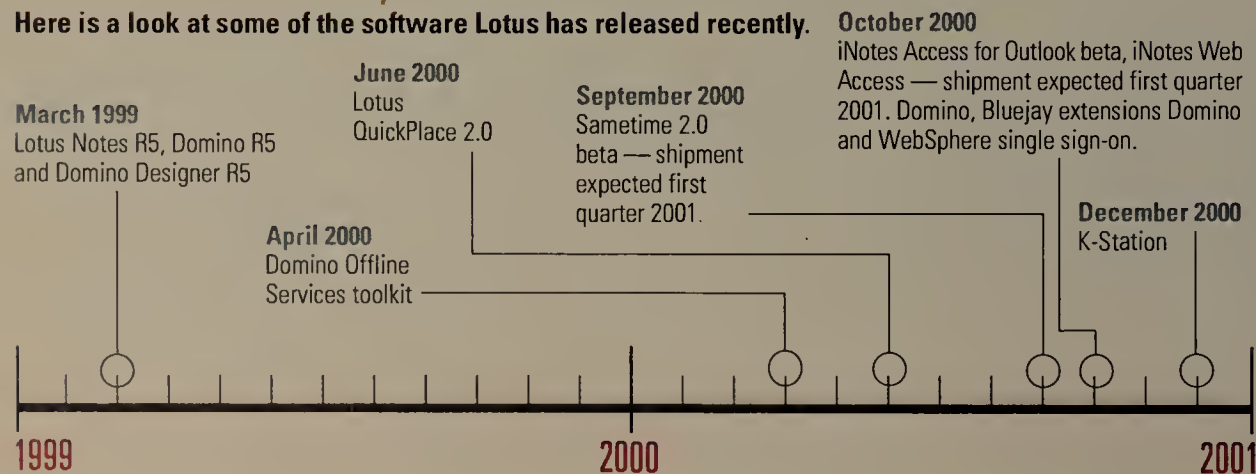 Here is a look at some of the software Lotus has released recently.
March 1999
Lotus Notes R5, Domino R5
and Domino Designer R5
April 2000
Domino Offline
Services toolkit
June 2000
Lotus
QuickPlace 2.0
September 2000
Sametime 2.0
beta — shipment
expected first
quarter 2001.
October 2000
iNotes Access for Outlook beta, iNotes Web
Access — shipment expected first quarter
2001. Domino, Bluejay extensions Domino
and WebSphere single sign-on.
December 2000
K-Station
1999
2000
2001